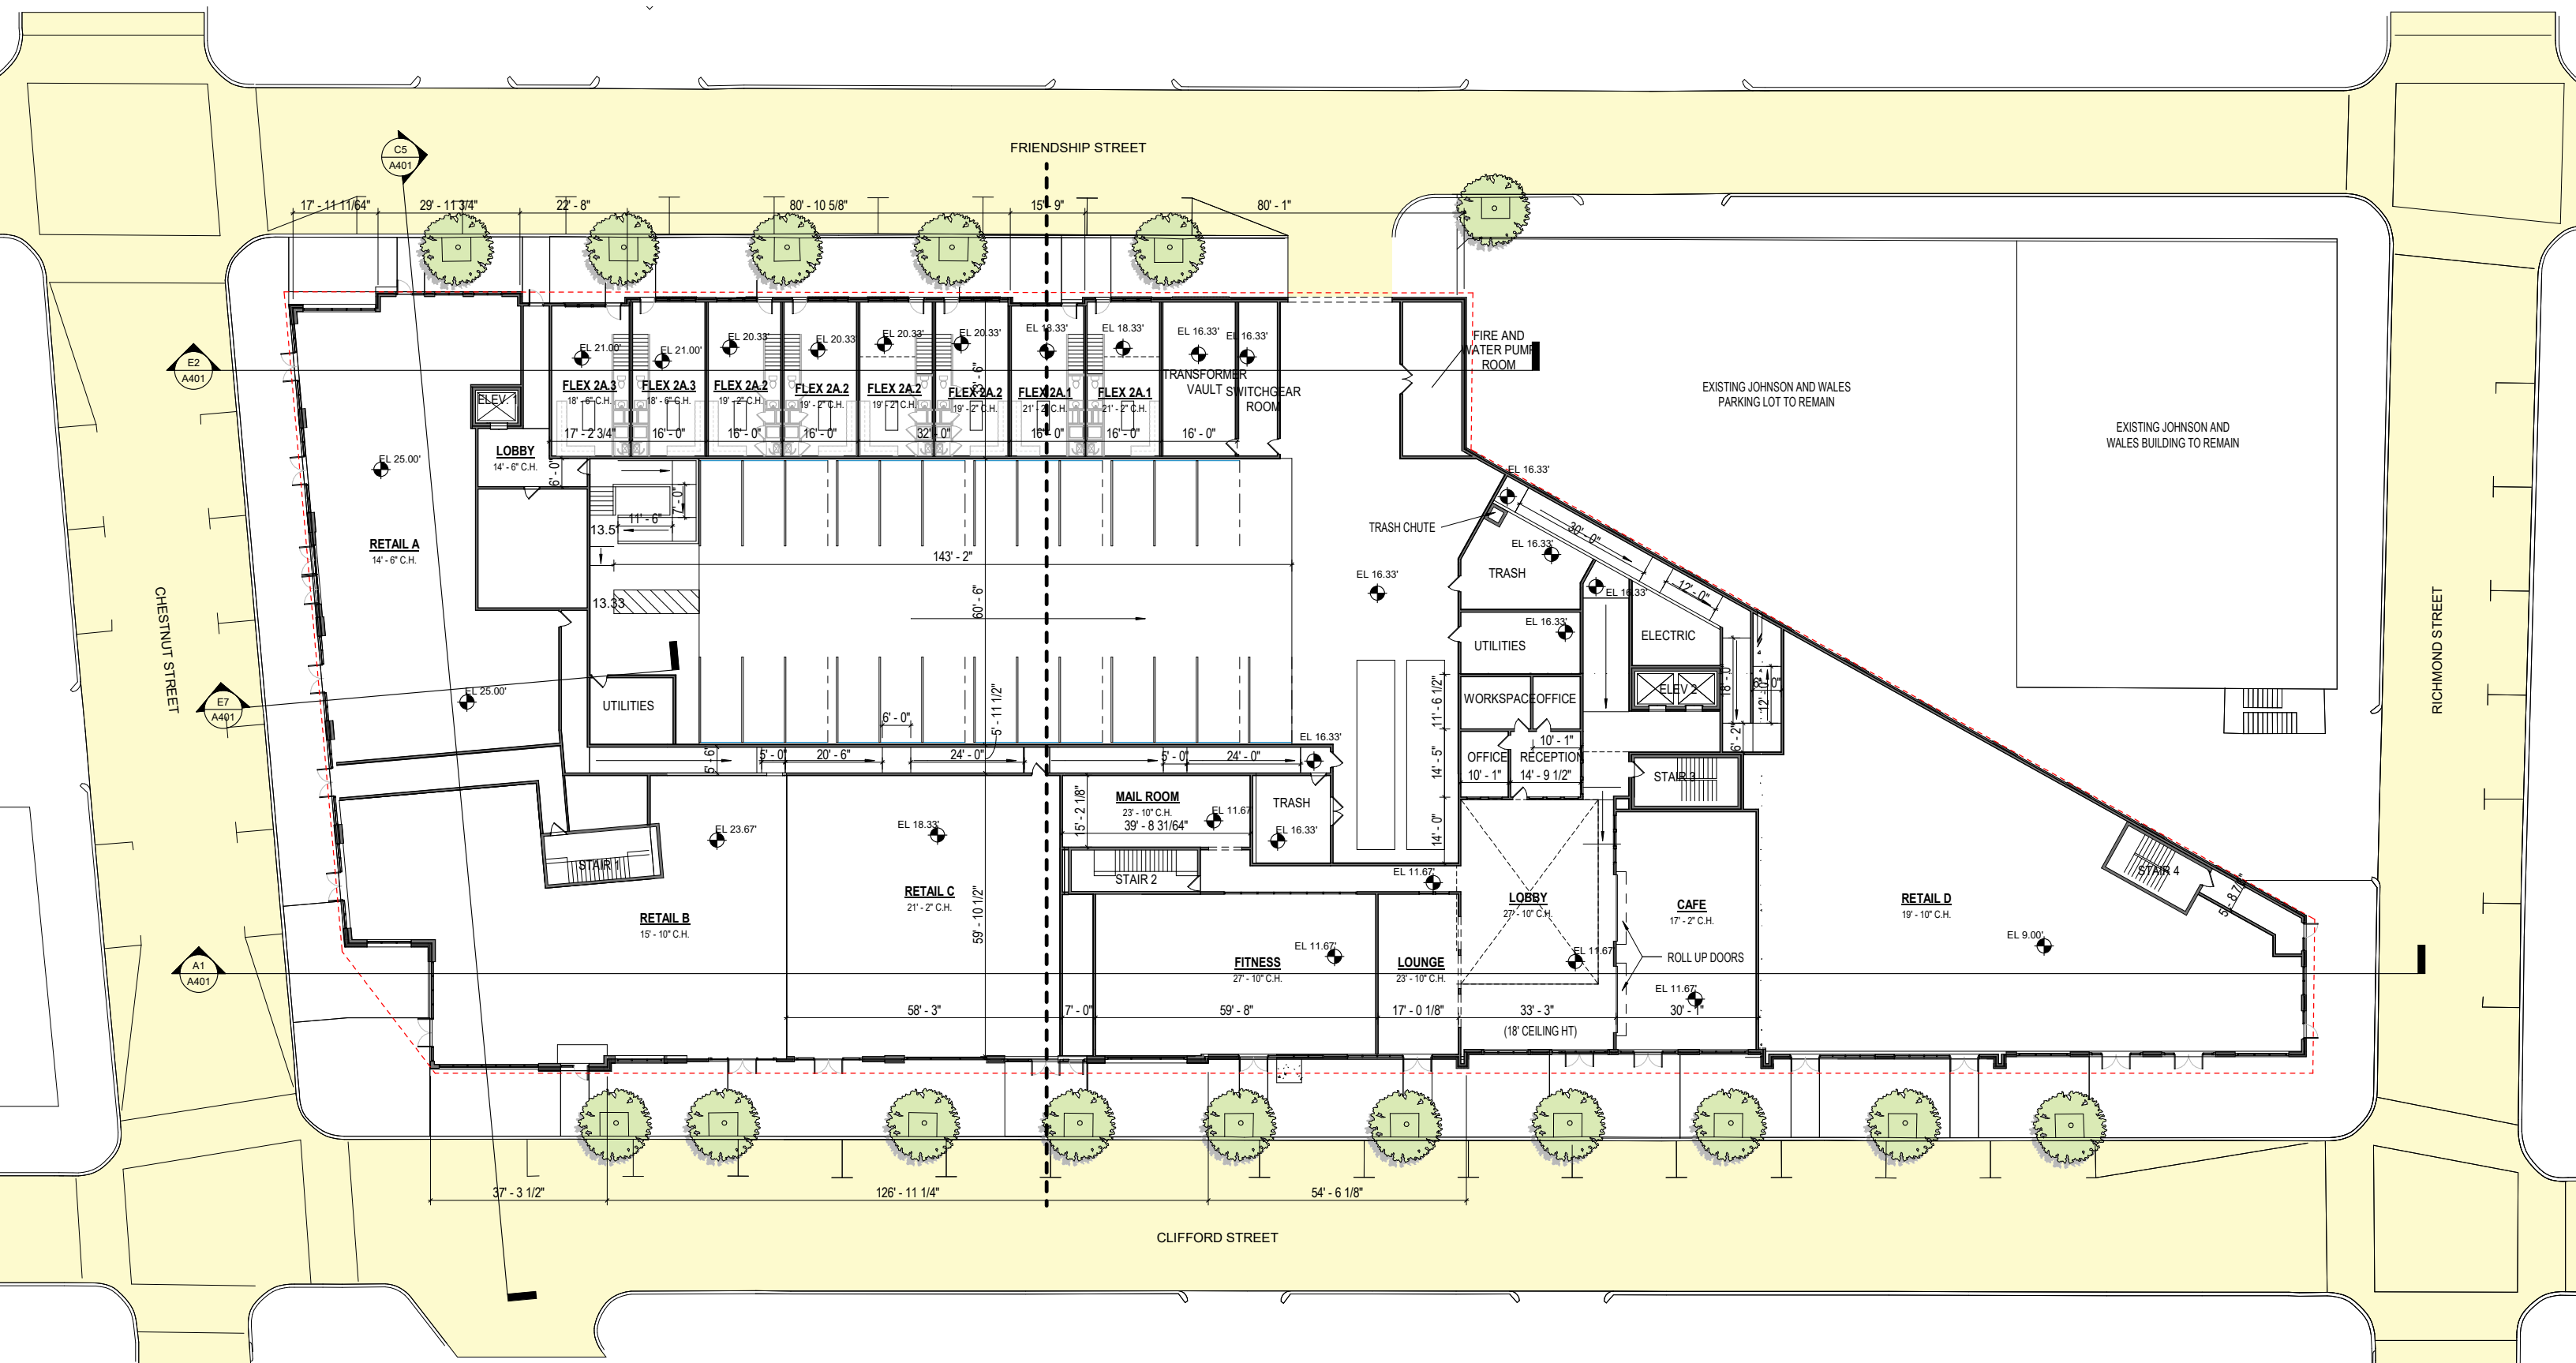 FRIENDSHIP STREET
C5
A401
17' - 11 11/64"
29' - 11 3/4"
22' - 8"
80' - 10 5/8"
15' - 9"
80' - 1"
E2
A401
EL 21.00'
EL 21.00'
EL 20.33'
EL 20.33'
EL 20.33'
EL 20.33'
EL 18.33'
EL 18.33'
EL 16.33'
EL 16.33'
FLEX 2A.3
18' - 6" C.H.
FLEX 2A.3
18' - 6" C.H.
FLEX 2A.2
19' - 2" C.H.
FLEX 2A.2
19' - 2" C.H.
FLEX 2A.2
19' - 2" C.H.
FLEX 2A.2
19' - 2" C.H.
FLEX 2A.1
21' - 2" C.H.
FLEX 2A.1
21' - 2" C.H.
TRANSFORMER
VAULT
SWITCHGEAR
ROOM
FIRE AND
WATER PUMP
ROOM
17' - 2 3/4"
16' - 0"
16' - 0"
16' - 0"
32' - 0"
16' - 0"
16' - 0"
16' - 0"
EXISTING JOHNSON AND WALES
PARKING LOT TO REMAIN
EXISTING JOHNSON AND
WALES BUILDING TO REMAIN
ELEV. 1
LOBBY
14' - 6" C.H.
6' - 0"
EL 25.00'
RETAIL A
14' - 6" C.H.
EL 25.00'
CHESTNUT STREET
E7
A401
11' - 6"
7' - 0"
13.5'
13.33
143' - 2"
60' - 6"
UTILITIES
EL 16.33'
EL 16.33'
TRASH CHUTE
30' - 0"
12' - 0"
EL 16.33'
TRASH
EL 16.33'
EL 16.33'
UTILITIES
ELECTRIC
WORKSPACE
OFFICE
ELEV 2
18' - 0"
6' - 0"
12' - 0"
6' - 2"
RICHMOND STREET
6' - 0"
5' - 11 1/2"
5' - 6"
5' - 0"
20' - 6"
24' - 0"
5' - 0"
24' - 0"
EL 16.33'
11' - 6 1/2"
14' - 5"
14' - 0"
OFFICE
10' - 1"
10' - 1"
RECEPTION
14' - 9 1/2"
STAIR 3
MAIL ROOM
23' - 10" C.H.
EL 11.67'
39' - 8 31/64"
15' - 2 1/8"
TRASH
EL 16.33'
STAIR 1
EL 23.67'
EL 18.33'
RETAIL B
15' - 10" C.H.
RETAIL C
21' - 2" C.H.
59' - 10 1/2"
STAIR 2
EL 11.67'
LOBBY
27' - 10" C.H.
EL 11.67'
CAFE
17' - 2" C.H.
ROLL UP DOORS
EL 11.67'
RETAIL D
19' - 10" C.H.
EL 9.00'
STAIR 4
FITNESS
27' - 10" C.H.
EL 11.67'
LOUNGE
23' - 10" C.H.
A1
A401
58' - 3"
7' - 0"
59' - 8"
17' - 0 1/8"
33' - 3"
30' - 1"
(18' CEILING HT)
37' - 3 1/2"
126' - 11 1/4"
54' - 6 1/8"
CLIFFORD STREET